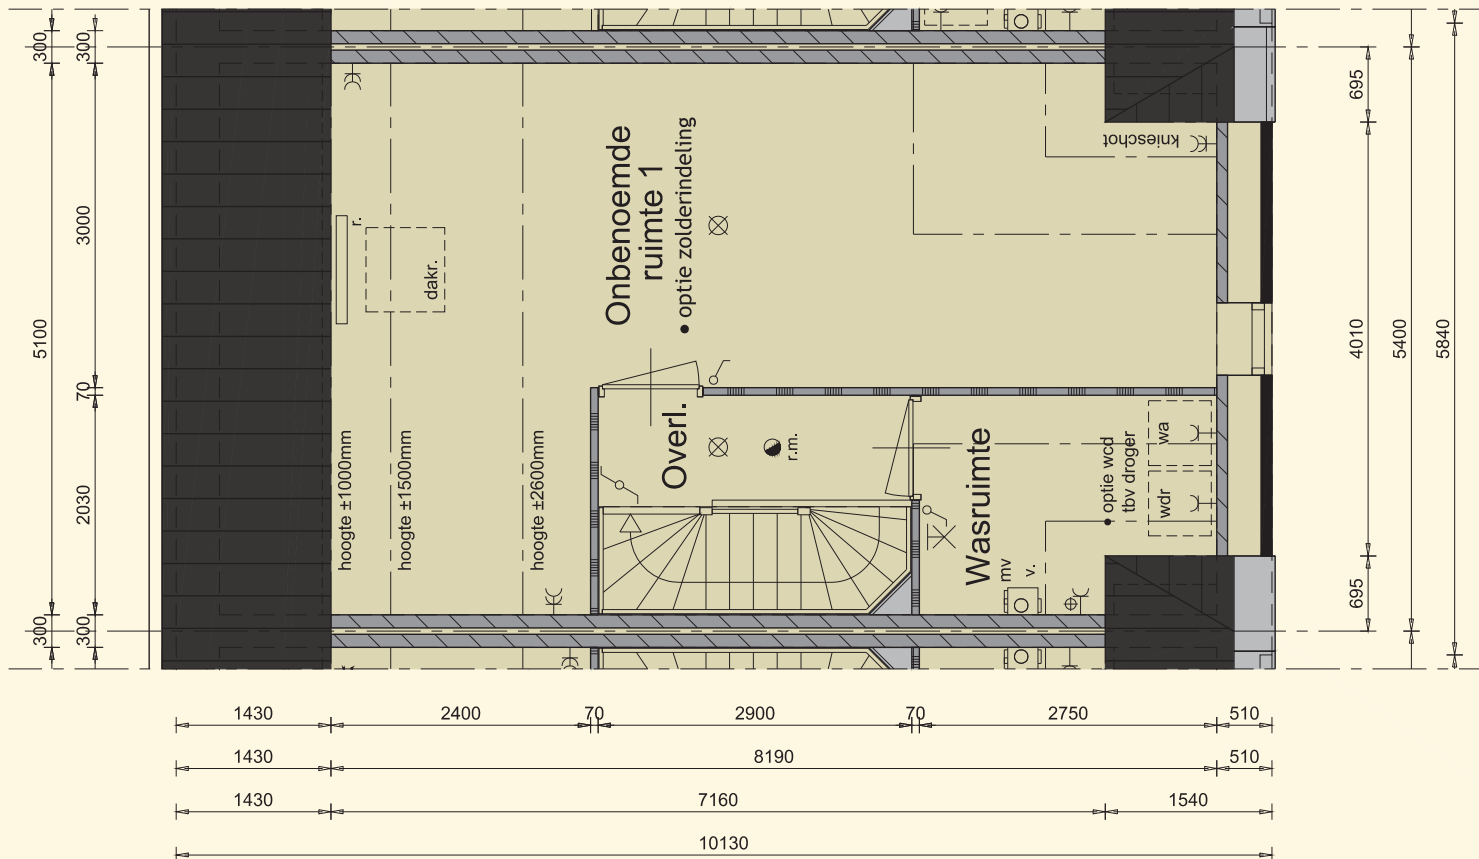 300
300
5100
3000
70
2030
300
300
r.
dakr.
hoogte ±1000mm
hoogte ±1500mm
hoogte ±2600mm
Onbenoemde
ruimte 1
• optie zolderindeling
knieschot
Overl.
r.m.
Wasruimte
mv
v.
• optie wcd
tbv droger
wa
wdr
695
4010
695
5400
5840
1430
2400
70
2900
70
2750
510
1430
8190
510
1430
7160
1540
10130